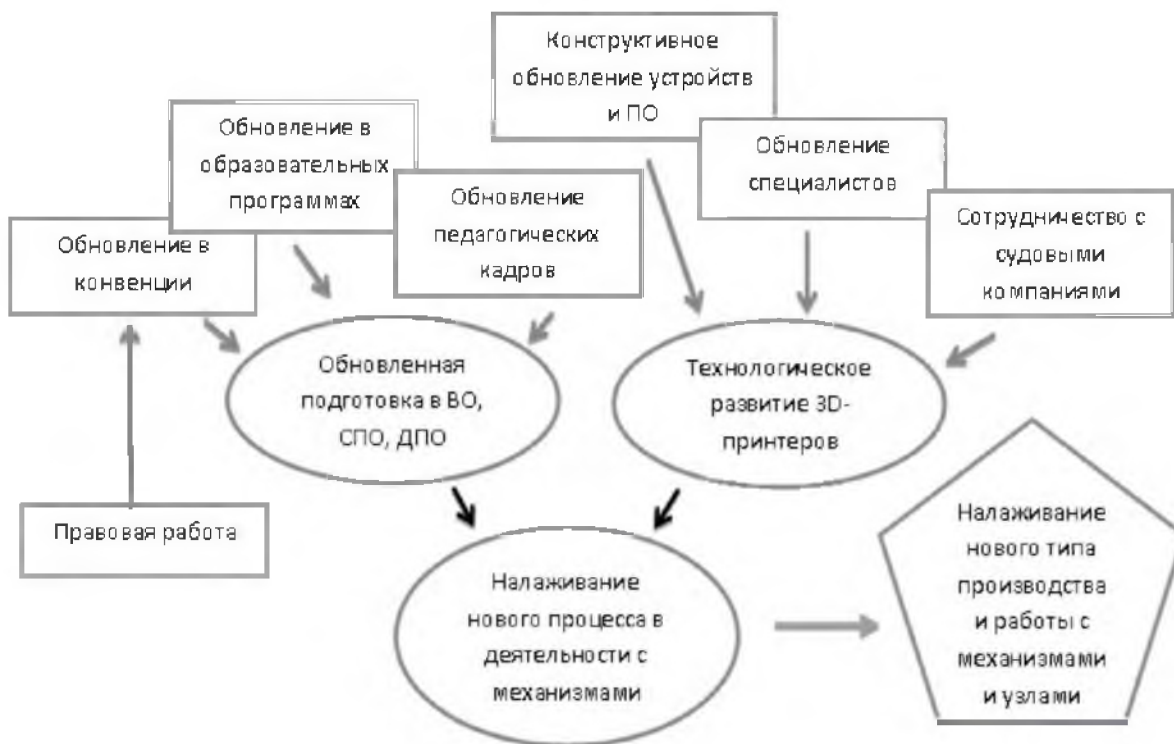 Конструктивное
обновление устройств
и ПО
Обновление в
образовательных
программах
Обновление
специалистов
Обновление
педагогических
кадров
Сотрудничество с
судовыми
компаниями
Обновление в
конвенции
Обновленная
подготовка в ВО,
СПО, ДПО
Технологическое
развитие 3D-
принтеров
Правовая работа
Налаживание
нового процесса в
деятельности с
механизмами
Налаживание
нового типа
производства
и работы с
механизмами
и узлами